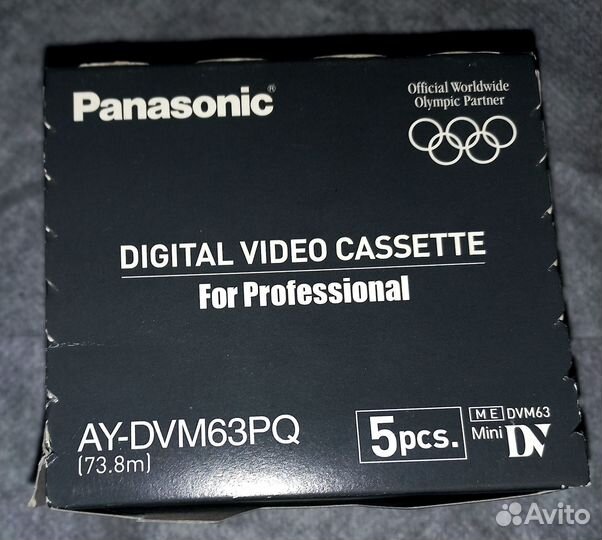 Panasonic®
Official Worldwide
Olympic Partner
DIGITAL VIDEO CASSETTE
For Professional
AY-DVM63PQ
(73.8m)
5pcs.
ME DVM63
Mini DV
Avito